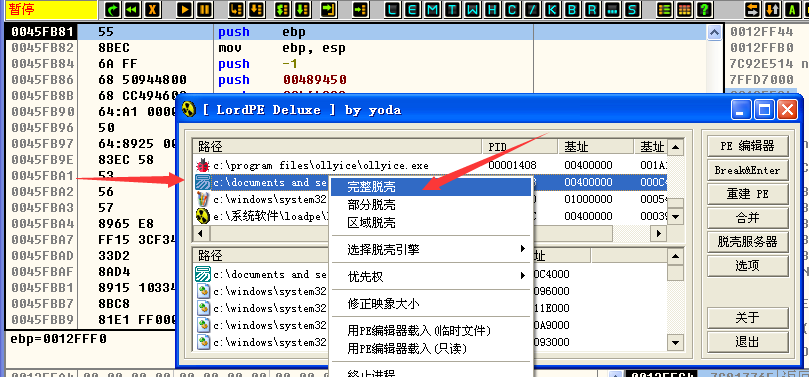 暂停
L E M T W H C / K B R ... S
0045FB81 55 push ebp
0045FB82 8BEC mov ebp, esp
0045FB84 6A FF push -1
0045FB86 68 50944800 push 00489450
0045FB8B 68 CC4946
0045FB90 64:A1 0000
0045FB96 50
0045FB97 64:8925 00
0045FB9E 83EC 58
0045FBA1 53
0045FBA2 56
0045FBA3 57
0045FBA4 8965 E8
0045FBA7 FF15 3CF34
0045FBAD 33D2
0045FBAF 8AD4
0045FBB1 8915 10334
0045FBB7 8BC8
0045FBB9 81E1 FF000
ebp=0012FFF0
0012FF44
0012FFB0
7C92E514
7FFD7000
[ LordPE Deluxe ] by yoda
路径 PID 基址 基址
c:\program files\ollyice\ollyice.exe 00001408 00400000 001A
c:\documents and se 00400000 000C4
c:\windows\system32 01000000 0005
e:\系统软件\loadpe\ 00400000 00039
路径 址
c:\documents and se 0C4000
c:\windows\system32 096000
c:\windows\system32 11E000
c:\windows\system32 0A9000
c:\windows\system32 093000
完整脱壳
部分脱壳
区域脱壳
选择脱壳引擎
优先权
修正映象大小
用PE编辑器载入(临时文件)
用PE编辑器载入(只读)
终止进程
PE 编辑器
Break&Enter
重建 PE
合并
脱壳服务器
选项
关于
退出